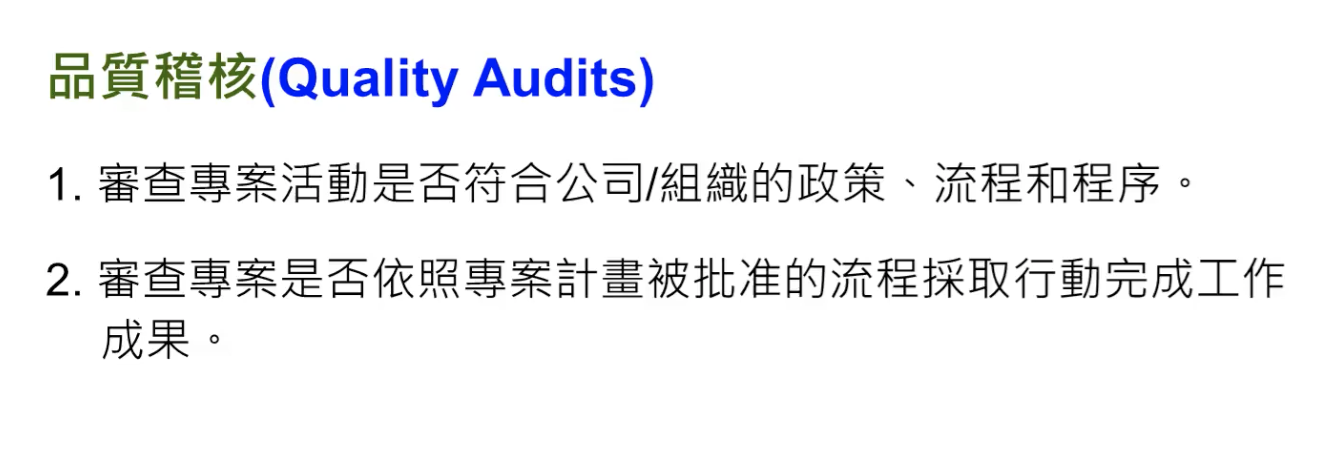 品質稽核(Quality Audits)
1. 審查專案活動是否符合公司/組織的政策、流程和程序。
2. 審查專案是否依照專案計畫被批准的流程採取行動完成工作
成果。